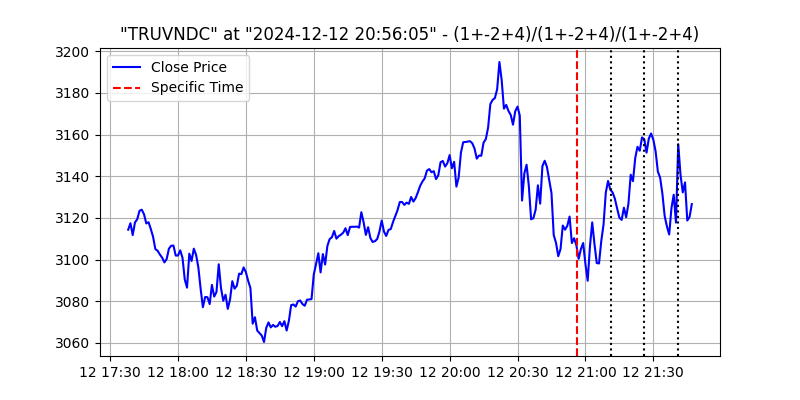 "TRUVNDC" at "2024-12-12 20:56:05" - (1+-2+4)/(1+-2+4)/(1+-2+4)
Close Price
Specific Time
3200
3180
3160
3140
3120
3100
3080
3060
12 17:30 12 18:00 12 18:30 12 19:00 12 19:30 12 20:00 12 20:30 12 21:00 12 21:30